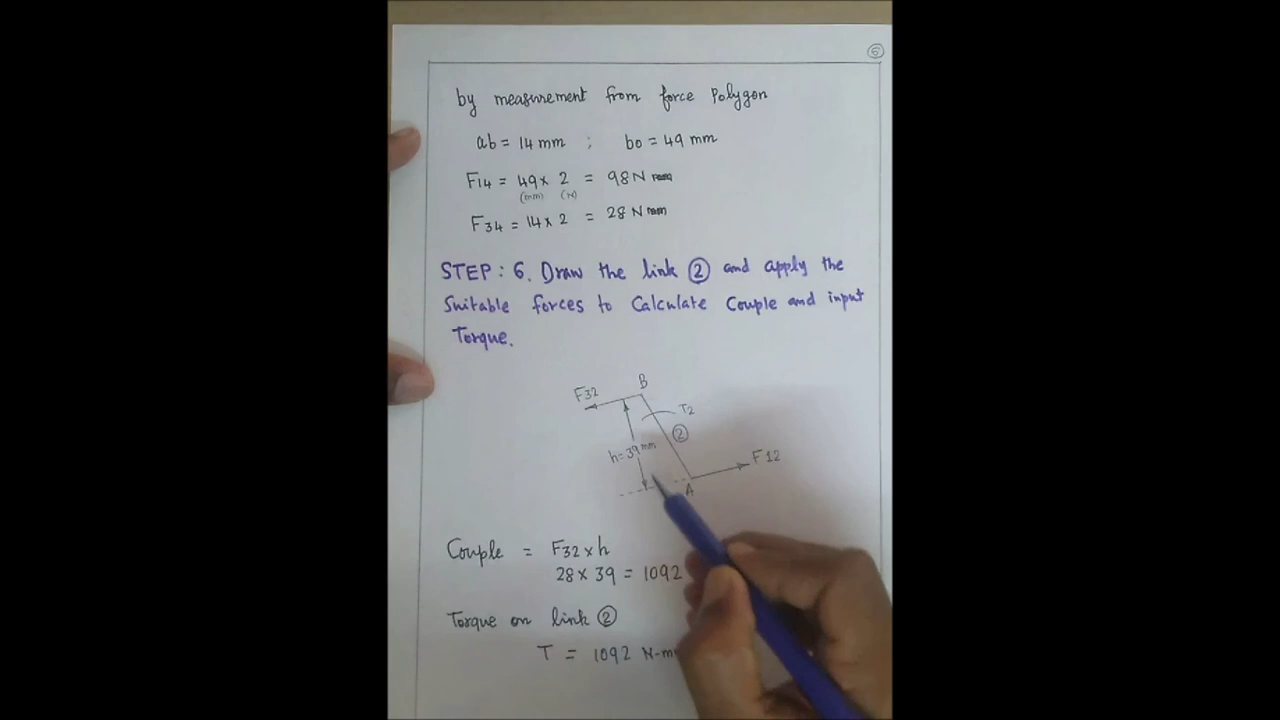 6
by measurement from force Polygon
ab = 14 mm ; bo = 49 mm
F14 = 49 x 2 = 98 N
(mm) (N)
F34 = 14 x 2 = 28 N
STEP: 6. Draw the link ② and apply the
Suitable forces to Calculate Couple and input
Torque.
B
F32
T2
②
h = 39 mm
F12
A
Couple = F32 x h
28 x 39 = 1092
Torque on link ②
T = 1092 N-m